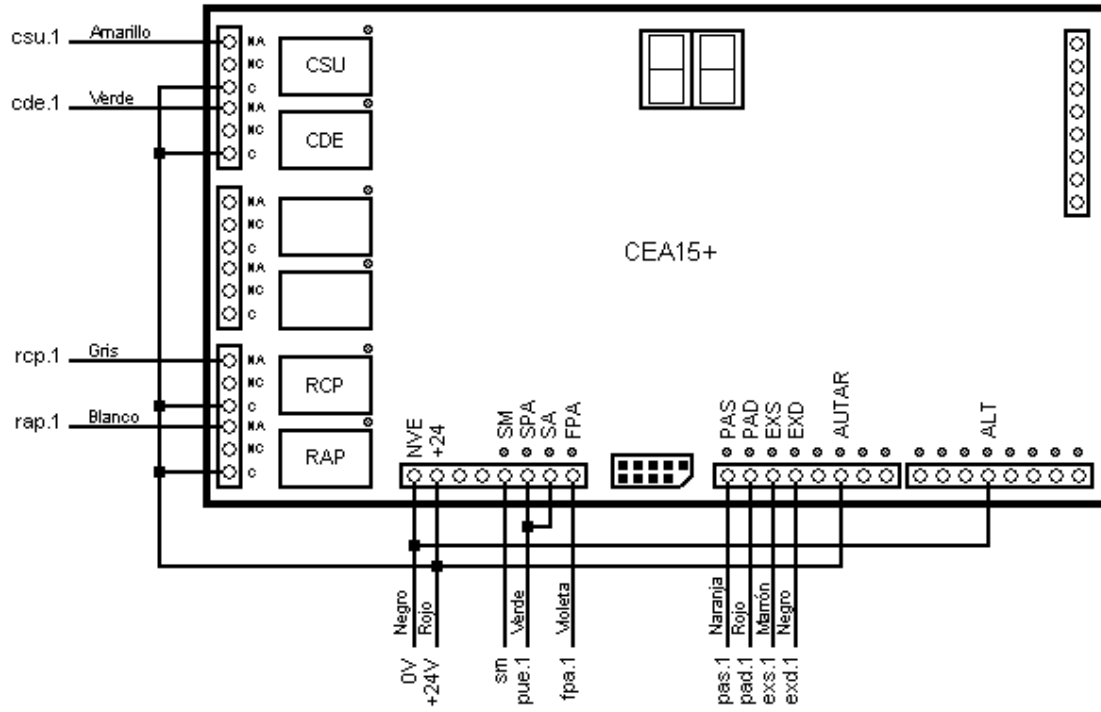 csu.1 Amarillo NA CSU
NC
C
cde.1 Verde NA
NC CDE
C
NA
NC
C
NA
NC
C
CEA15+
rcp.1 Gris NA
NC RCP
C
rap.1 Blanco NA
NC RAP
C
NVE +24 SM SPA SA FPA PAS PAD EXS EXD AUTAR ALT
Negro Rojo Verde Violeta Naranja Rojo Marrón Negro
0V +24V sm pue.1 fpa.1 pas.1 pad.1 exs.1 exd.1